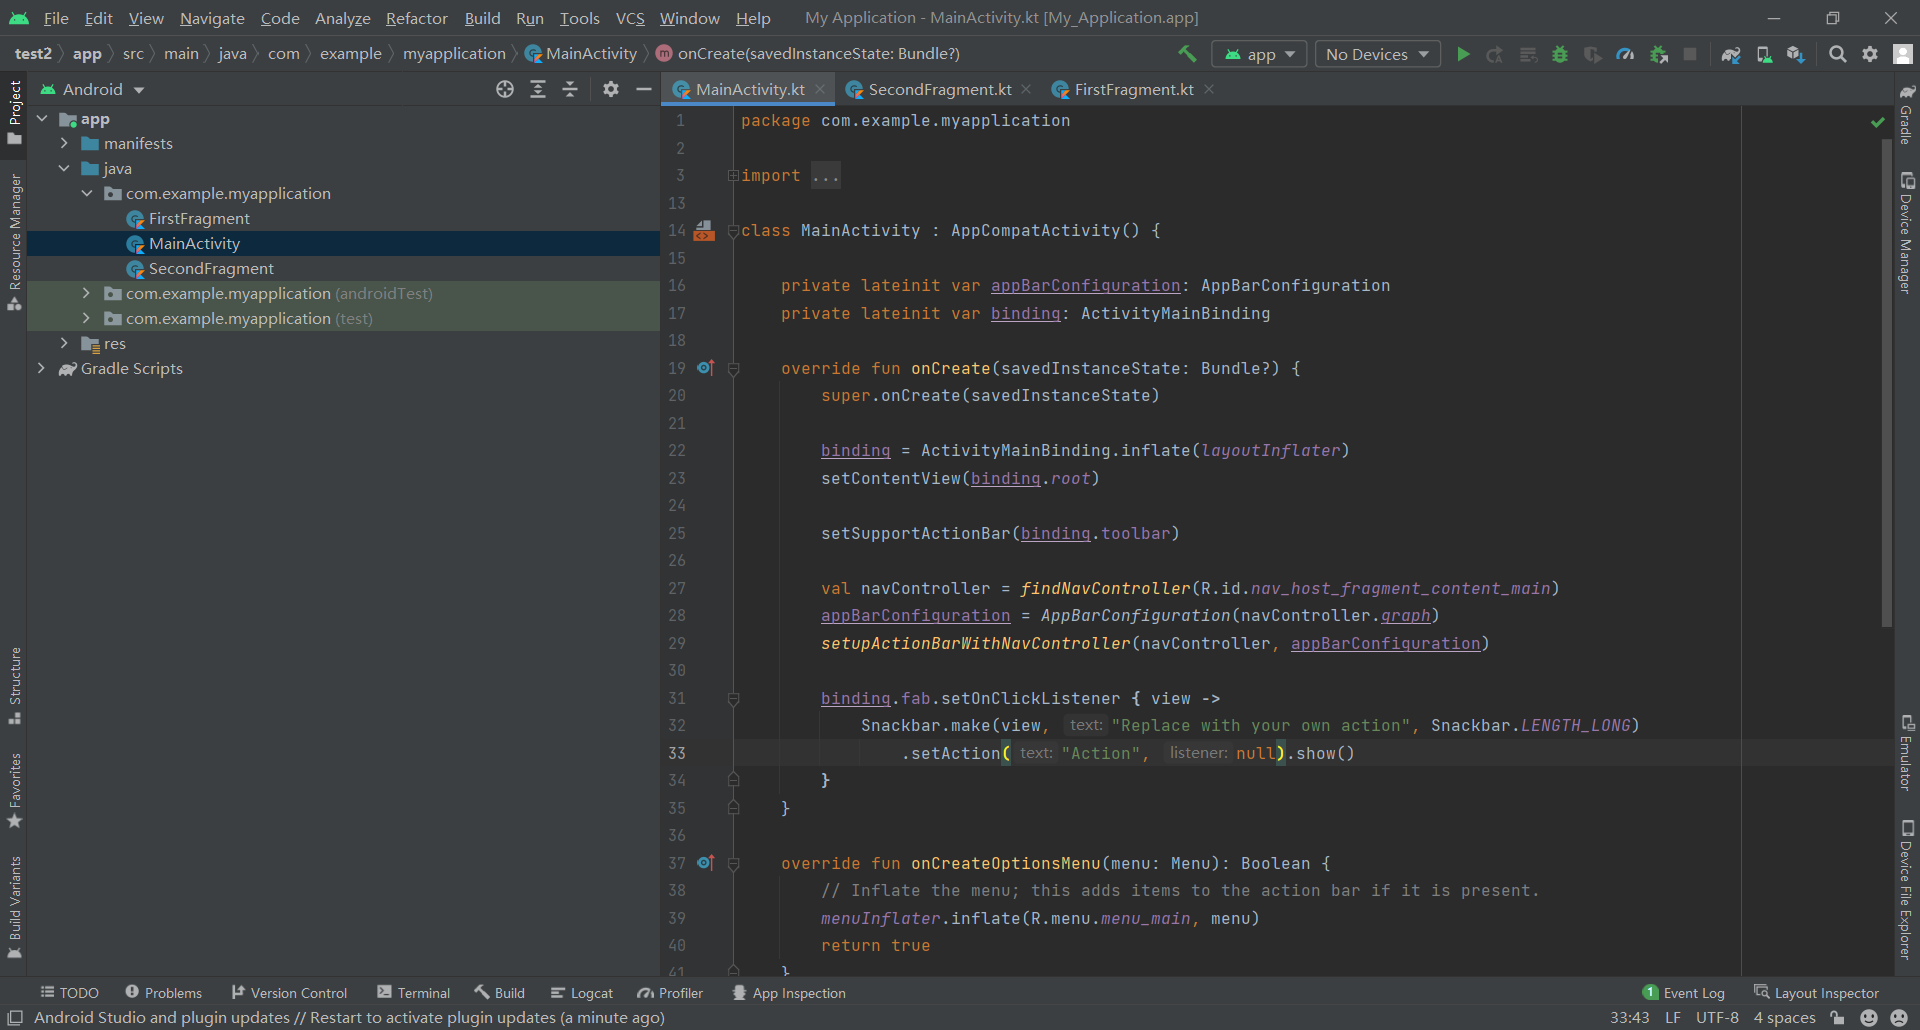 File Edit View Navigate Code Analyze Refactor Build Run Tools VCS Window Help My Application - MainActivity.kt [My_Application.app]
test2 app src main java com example myapplication MainActivity m onCreate(savedInstanceState: Bundle?) app No Devices
Project
Resource Manager
Structure
Favorites
Build Variants
Android
app
manifests
java
com.example.myapplication
FirstFragment
MainActivity
SecondFragment
com.example.myapplication (androidTest)
com.example.myapplication (test)
res
Gradle Scripts
MainActivity.kt SecondFragment.kt FirstFragment.kt
1 package com.example.myapplication
2
3 import ...
13
14 class MainActivity : AppCompatActivity() {
15
16 private lateinit var appBarConfiguration: AppBarConfiguration
17 private lateinit var binding: ActivityMainBinding
18
19 override fun onCreate(savedInstanceState: Bundle?) {
20 super.onCreate(savedInstanceState)
21
22 binding = ActivityMainBinding.inflate(layoutInflater)
23 setContentView(binding.root)
24
25 setSupportActionBar(binding.toolbar)
26
27 val navController = findNavController(R.id.nav_host_fragment_content_main)
28 appBarConfiguration = AppBarConfiguration(navController.graph)
29 setupActionBarWithNavController(navController, appBarConfiguration)
30
31 binding.fab.setOnClickListener { view ->
32 Snackbar.make(view, text: "Replace with your own action", Snackbar.LENGTH_LONG)
33 .setAction( text: "Action", listener: null).show()
34 }
35 }
36
37 override fun onCreateOptionsMenu(menu: Menu): Boolean {
38 // Inflate the menu; this adds items to the action bar if it is present.
39 menuInflater.inflate(R.menu.menu_main, menu)
40 return true
41 }
Gradle
Device Manager
Emulator
Device File Explorer
TODO Problems Version Control Terminal Build Logcat Profiler App Inspection 1 Event Log Layout Inspector
Android Studio and plugin updates // Restart to activate plugin updates (a minute ago) 33:43 LF UTF-8 4 spaces